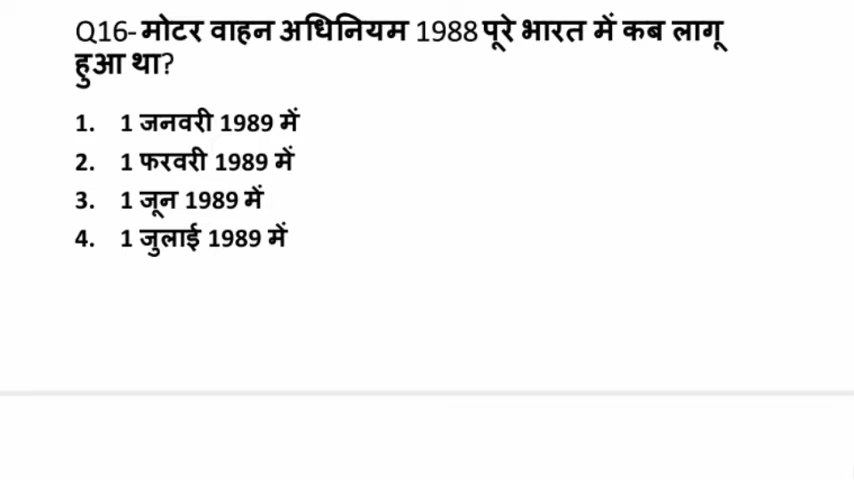 Q16-मोटर वाहन अधिनियम 1988 पूरे भारत में कब लागू
हुआ था?
1. 1 जनवरी 1989 में
2. 1 फरवरी 1989 में
3. 1 जून 1989 में
4. 1 जुलाई 1989 में